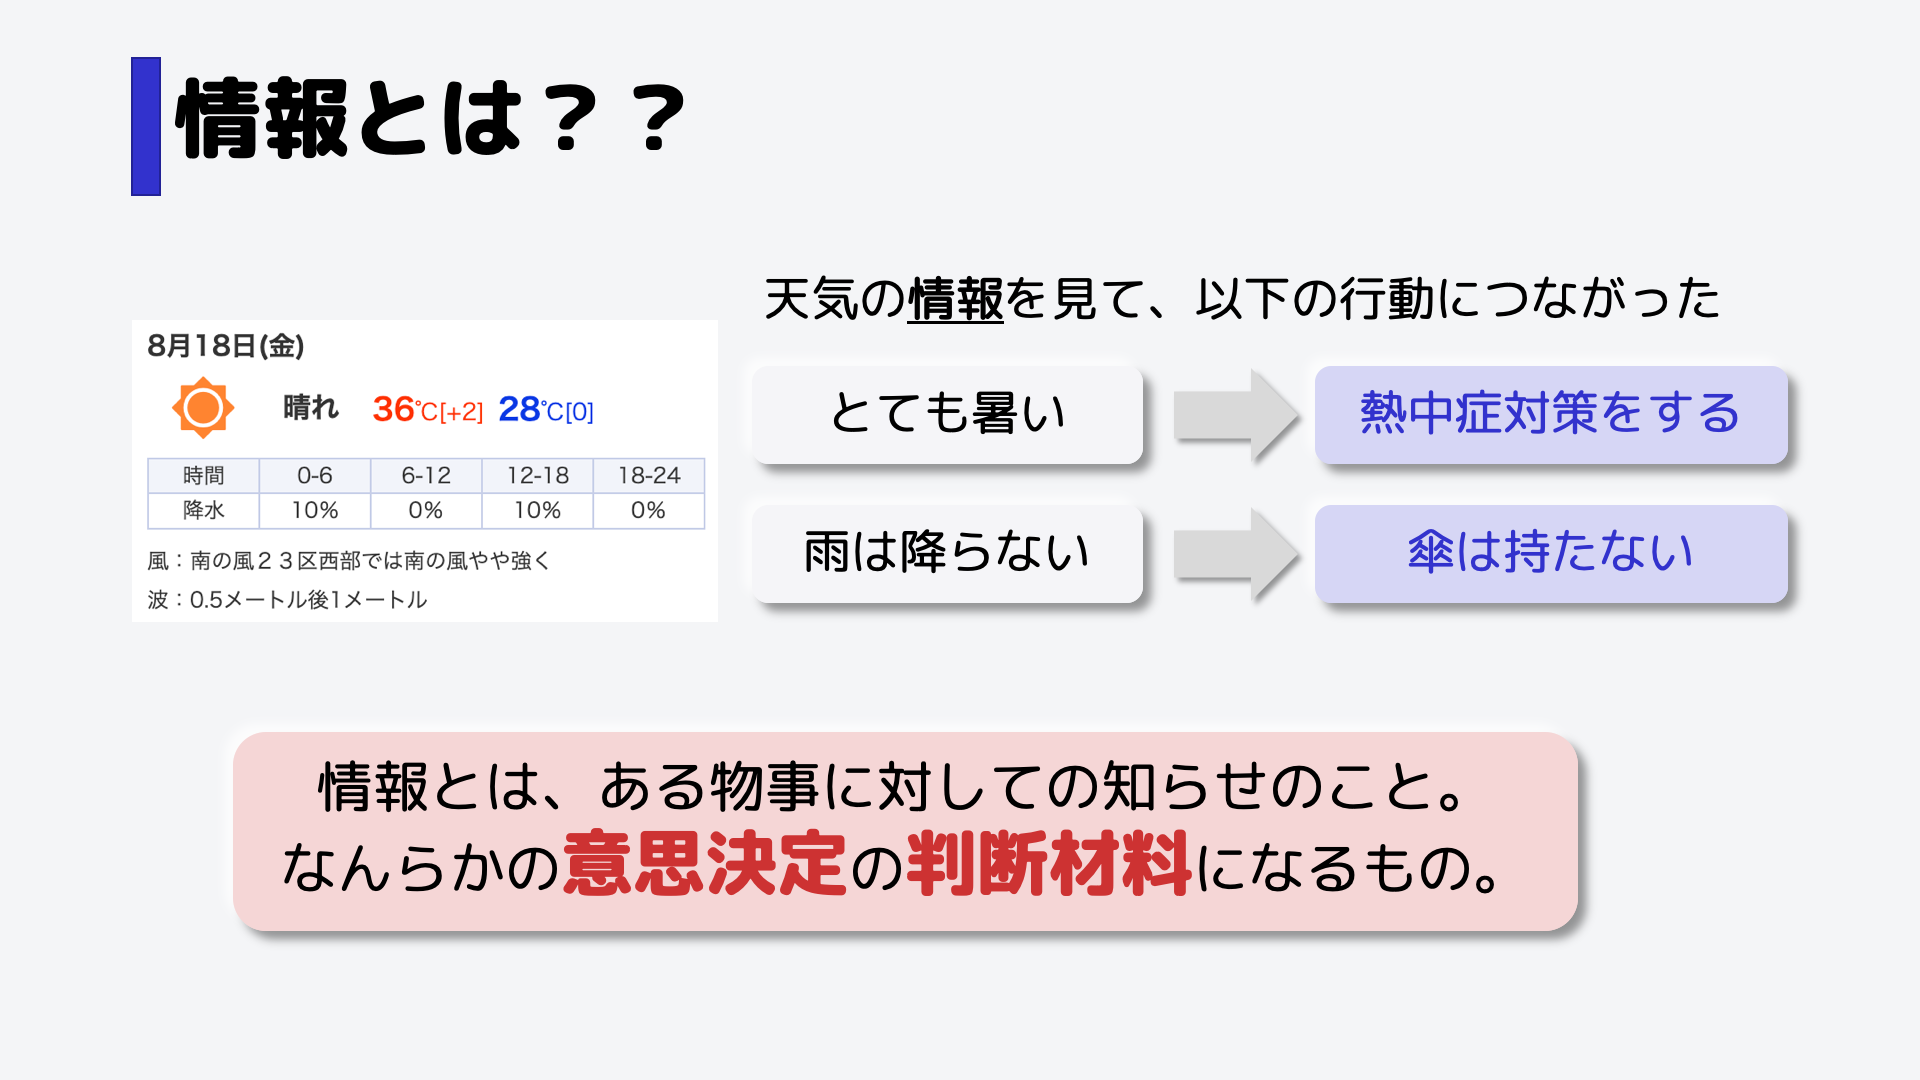 情報とは？？
8月18日(金)
晴れ 36℃[+2] 28℃[0]
時間 0-6 6-12 12-18 18-24
降水 10% 0% 10% 0%
風：南の風２３区西部では南の風やや強く
波：0.5メートル後1メートル
天気の情報を見て、以下の行動につながった
とても暑い 熱中症対策をする
雨は降らない 傘は持たない
情報とは、ある物事に対しての知らせのこと。
なんらかの意思決定の判断材料になるもの。